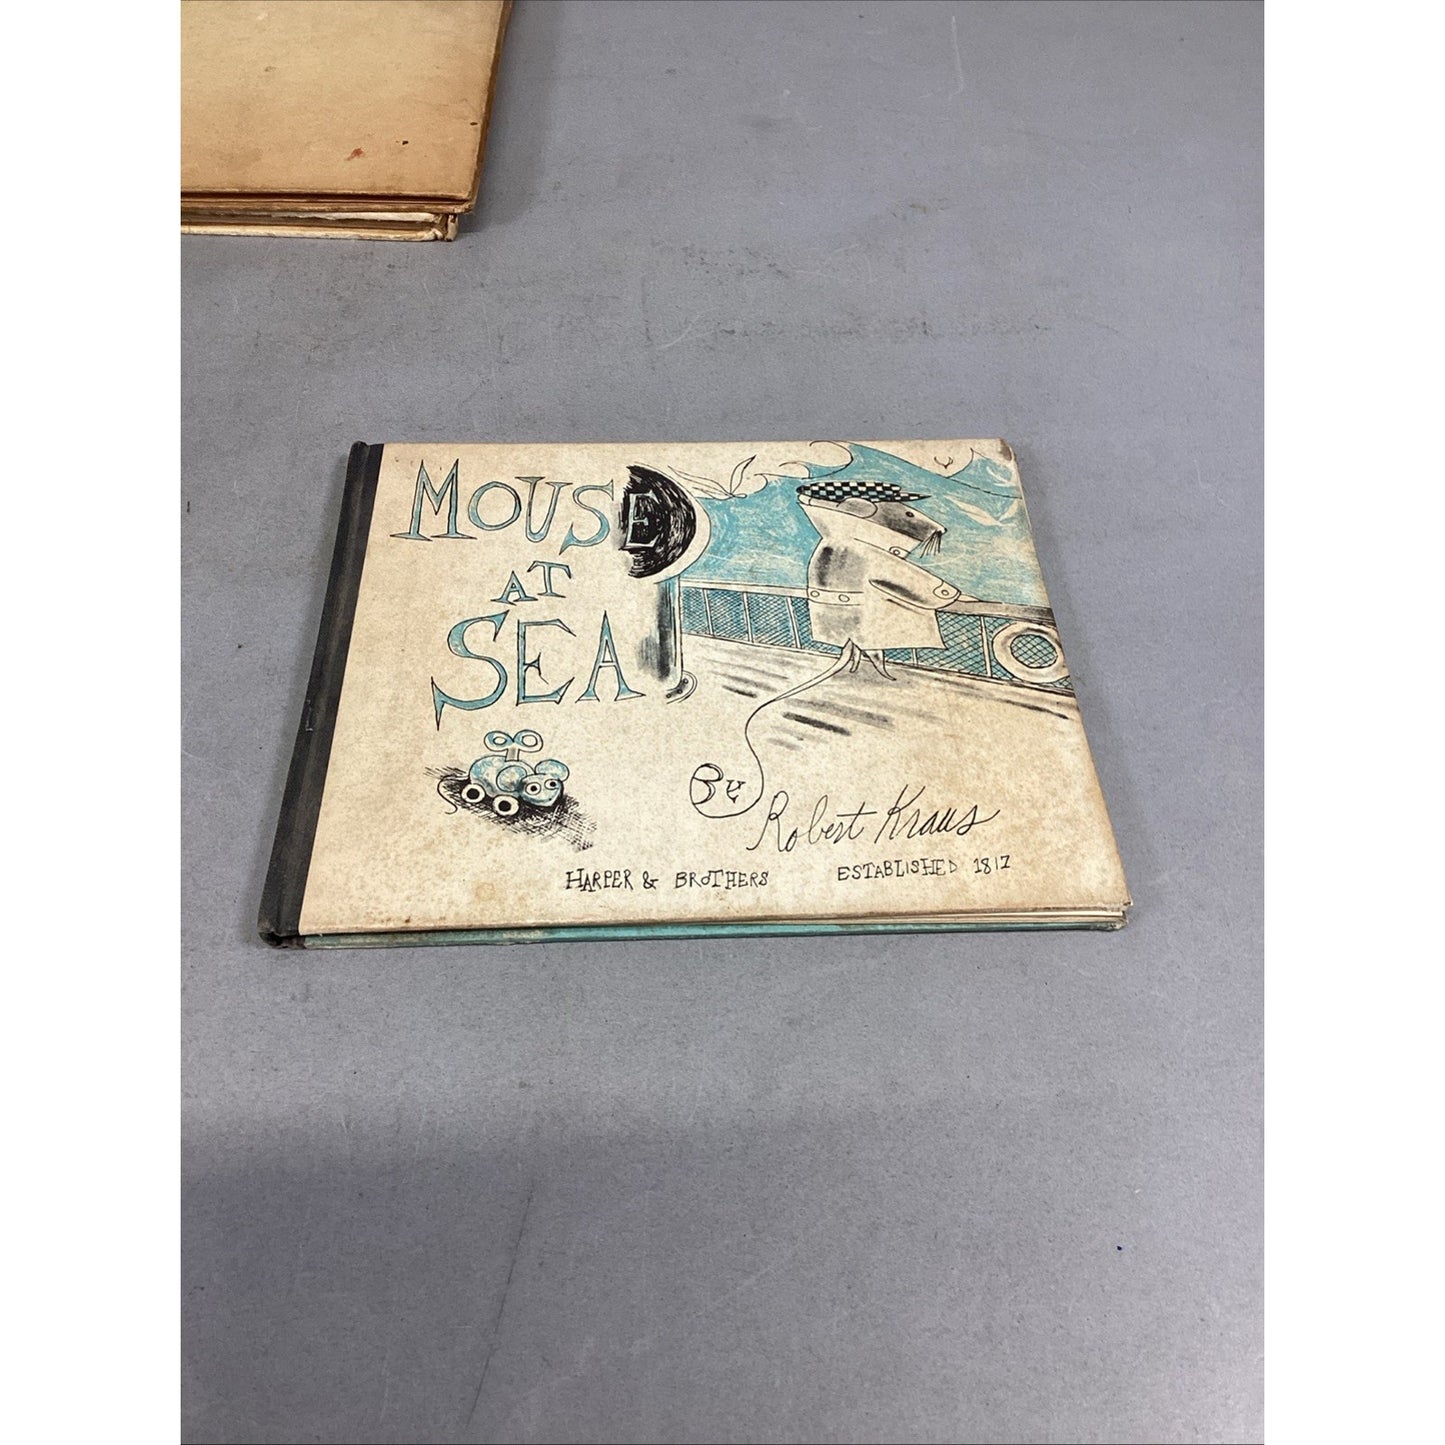 MOUSE
AT
SEA
By
Robert Kraus
HARPER & BROTHERS ESTABLISHED 1817